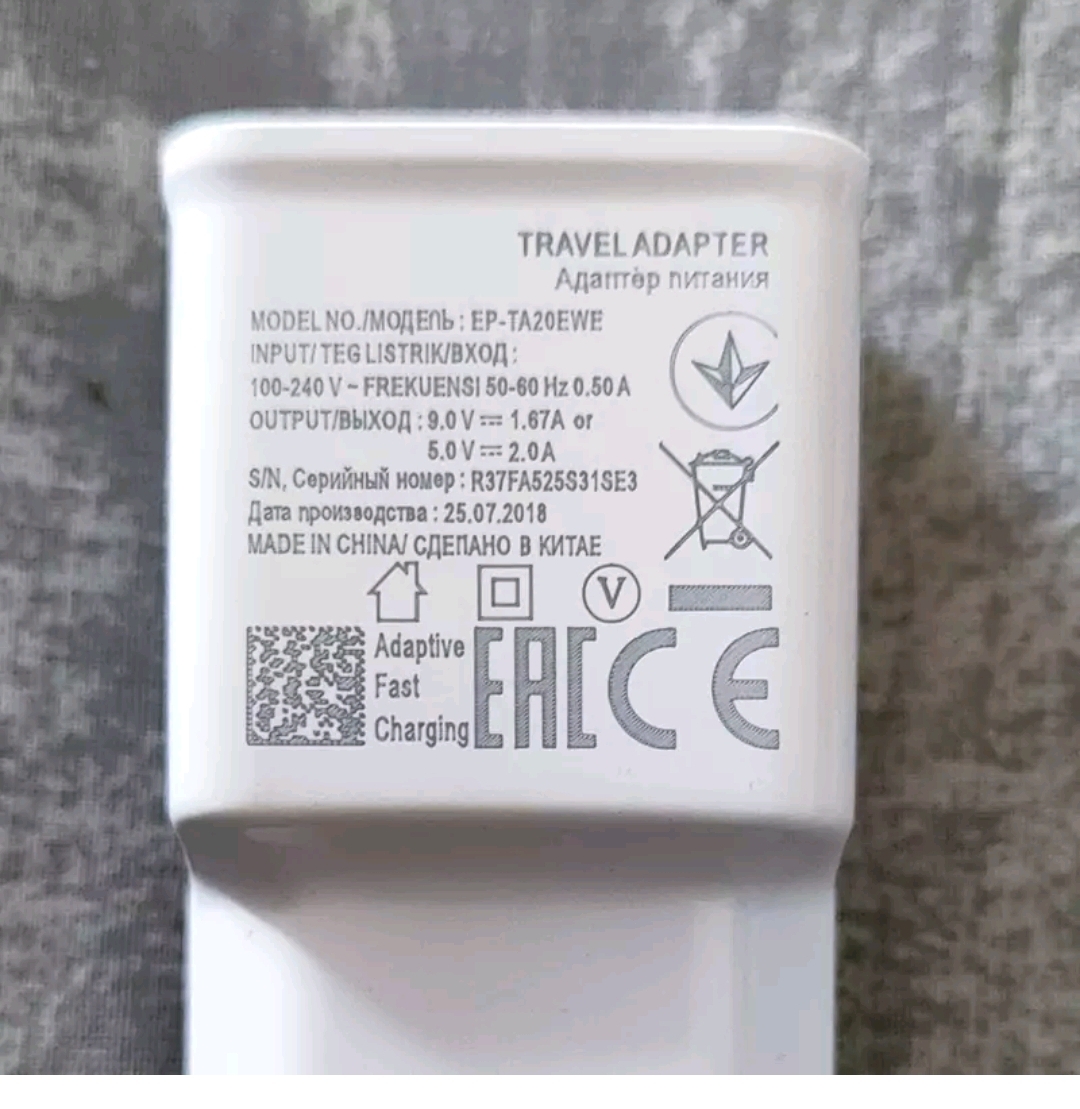 TRAVEL ADAPTER
Адаптер питания
MODEL NO./МОДЕЛЬ : EP-TA20EWE
INPUT/ TEG LISTRIK/ВХОД :
100-240 V ~ FREKUENSI 50-60 Hz 0.50 A
OUTPUT/ВЫХОД : 9.0 V ⎓ 1.67A or
5.0 V ⎓ 2.0A
S/N, Серийный номер : R37FA525S31SE3
Дата производства : 25.07.2018
MADE IN CHINA/ СДЕЛАНО В КИТАЕ
V
Adaptive
Fast
Charging
EAC CE